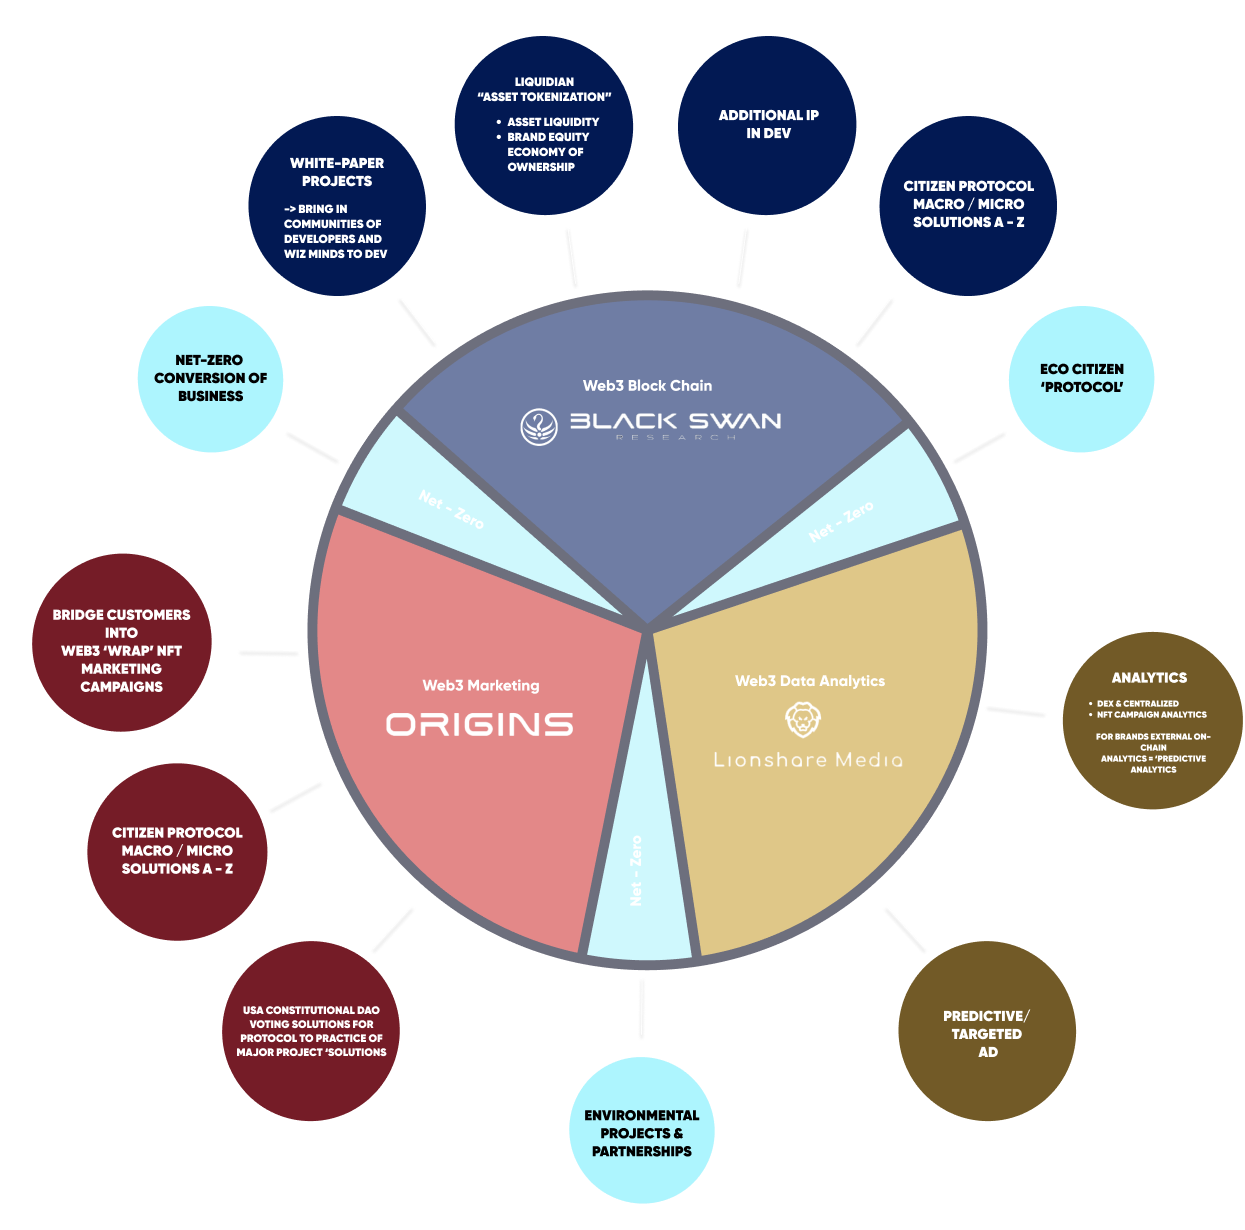 LIQUIDIAN
“ASSET TOKENIZATION”
• ASSET LIQUIDITY
• BRAND EQUITY
ECONOMY OF
OWNERSHIP
ADDITIONAL IP
IN DEV
WHITE-PAPER
PROJECTS
-> BRING IN
COMMUNITIES OF
DEVELOPERS AND
WIZ MINDS TO DEV
CITIZEN PROTOCOL
MACRO / MICRO
SOLUTIONS A - Z
NET-ZERO
CONVERSION OF
BUSINESS
ECO CITIZEN
‘PROTOCOL’
Web3 Block Chain
BLACK SWAN
RESEARCH
Net - Zero
Net - Zero
BRIDGE CUSTOMERS
INTO
WEB3 ‘WRAP’ NFT
MARKETING
CAMPAIGNS
Web3 Marketing
ORIGINS
Web3 Data Analytics
Lionshare Media
ANALYTICS
• DEX & CENTRALIZED
• NFT CAMPAIGN ANALYTICS
FOR BRANDS EXTERNAL ON-
CHAIN
ANALYTICS = ‘PREDICTIVE
ANALYTICS
CITIZEN PROTOCOL
MACRO / MICRO
SOLUTIONS A - Z
Net - Zero
USA CONSTITUTIONAL DAO
VOTING SOLUTIONS FOR
PROTOCOL TO PRACTICE OF
MAJOR PROJECT ‘SOLUTIONS
PREDICTIVE/
TARGETED
AD
ENVIRONMENTAL
PROJECTS &
PARTNERSHIPS